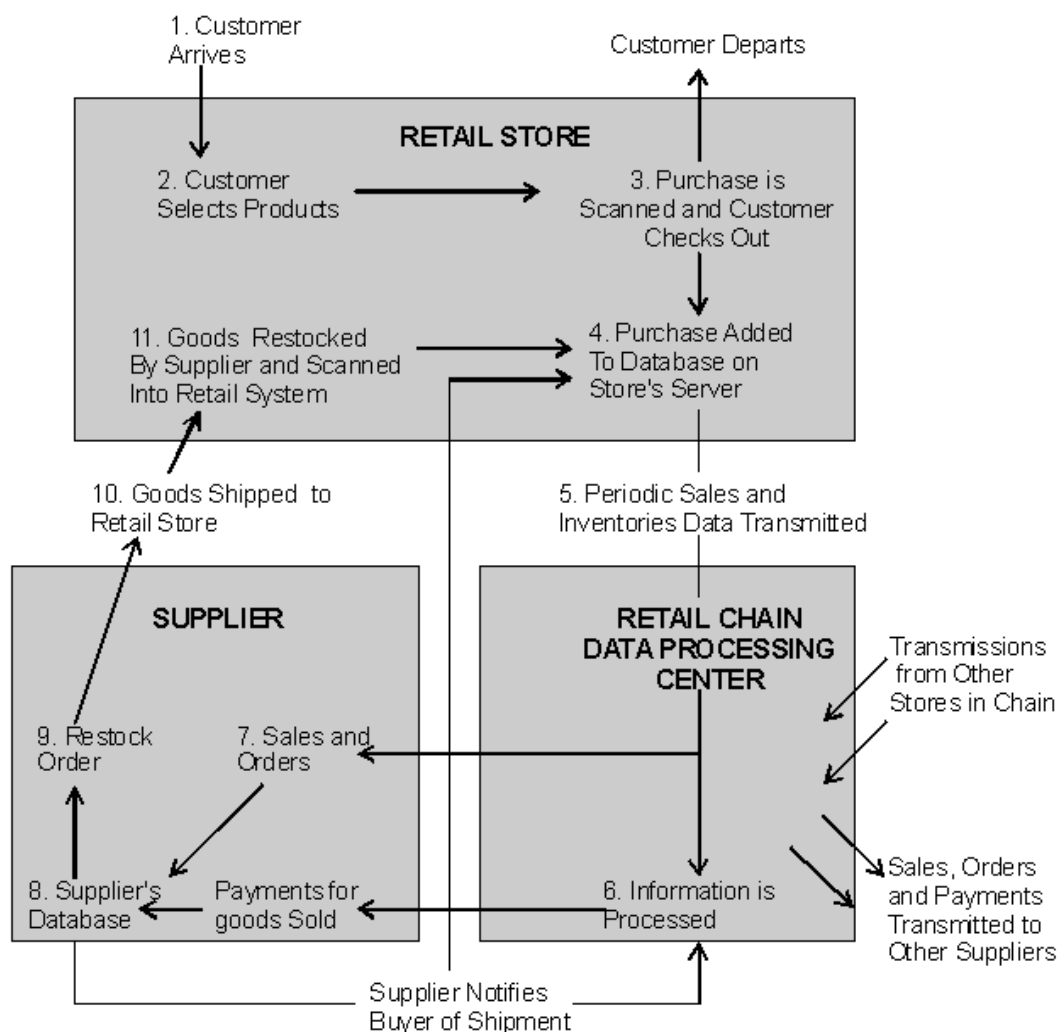 1. Customer
Arrives
Customer Departs
RETAIL STORE
2. Customer
Selects Products
3. Purchase is
Scanned and Customer
Checks Out
11. Goods Restocked
By Supplier and Scanned
Into Retail System
4. Purchase Added
To Database on
Store's Server
10. Goods Shipped to
Retail Store
5. Periodic Sales and
Inventories Data Transmitted
SUPPLIER
RETAIL CHAIN
DATA PROCESSING
CENTER
Transmissions
from Other
Stores in Chain
9. Restock
Order
7. Sales and
Orders
8. Supplier's
Database
Payments for
goods Sold
6. Information is
Processed
Sales, Orders
and Payments
Transmitted to
Other Suppliers
Supplier Notifies
Buyer of Shipment